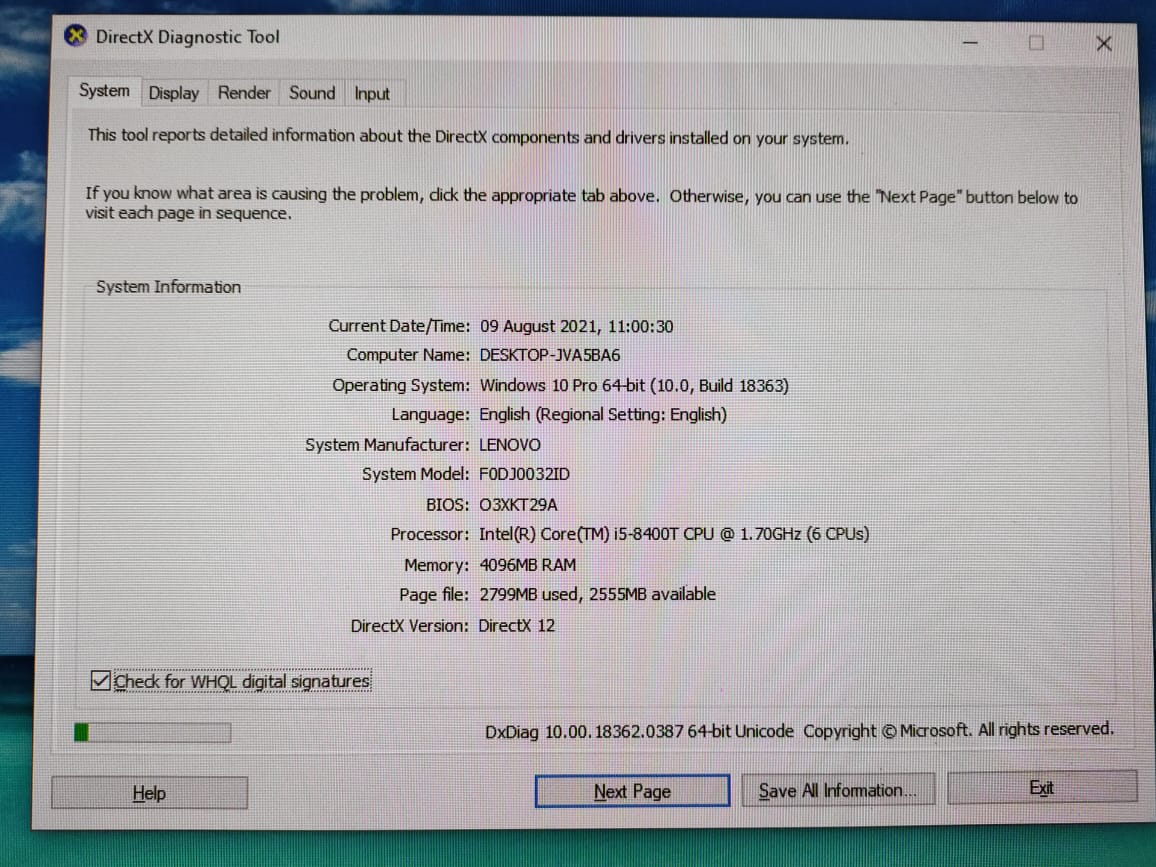 DirectX Diagnostic Tool
System Display Render Sound Input
This tool reports detailed information about the DirectX components and drivers installed on your system.
If you know what area is causing the problem, click the appropriate tab above. Otherwise, you can use the "Next Page" button below to
visit each page in sequence.
System Information
Current Date/Time: 09 August 2021, 11:00:30
Computer Name: DESKTOP-JVA5BA6
Operating System: Windows 10 Pro 64-bit (10.0, Build 18363)
Language: English (Regional Setting: English)
System Manufacturer: LENOVO
System Model: F0DJ0032ID
BIOS: O3XKT29A
Processor: Intel(R) Core(TM) i5-8400T CPU @ 1.70GHz (6 CPUs)
Memory: 4096MB RAM
Page file: 2799MB used, 2555MB available
DirectX Version: DirectX 12
Check for WHQL digital signatures
DxDiag 10.00.18362.0387 64-bit Unicode Copyright © Microsoft. All rights reserved.
Help Next Page Save All Information... Exit